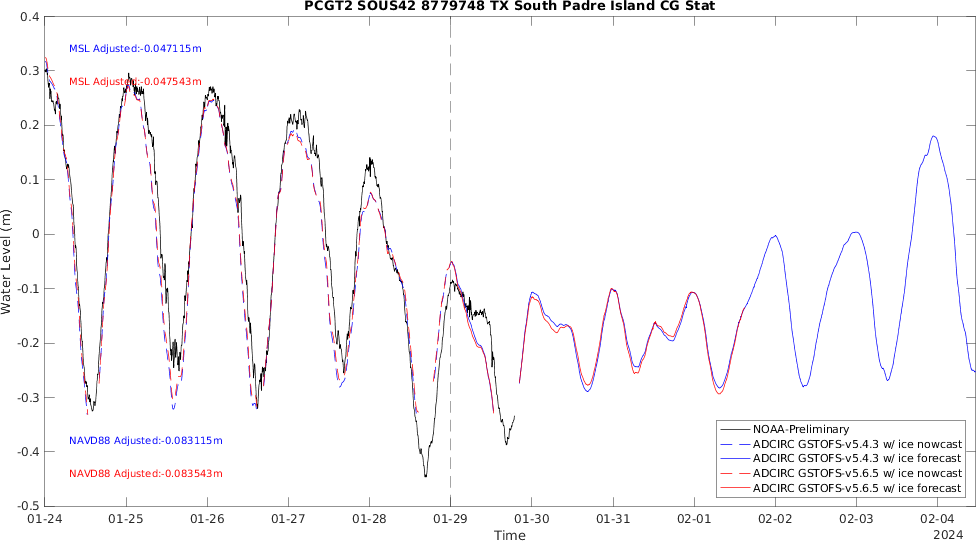 PCGT2 SOUS42 8779748 TX South Padre Island CG Stat
0.4
0.3
0.2
0.1
0
-0.1
-0.2
-0.3
-0.4
-0.5
Water Level (m)
MSL Adjusted:-0.047115m
MSL Adjusted:-0.047543m
NAVD88 Adjusted:-0.083115m
NAVD88 Adjusted:-0.083543m
NOAA-Preliminary
ADCIRC GSTOFS-v5.4.3 w/ ice nowcast
ADCIRC GSTOFS-v5.4.3 w/ ice forecast
ADCIRC GSTOFS-v5.6.5 w/ ice nowcast
ADCIRC GSTOFS-v5.6.5 w/ ice forecast
01-24 01-25 01-26 01-27 01-28 01-29 01-30 01-31 02-01 02-02 02-03 02-04
Time
2024